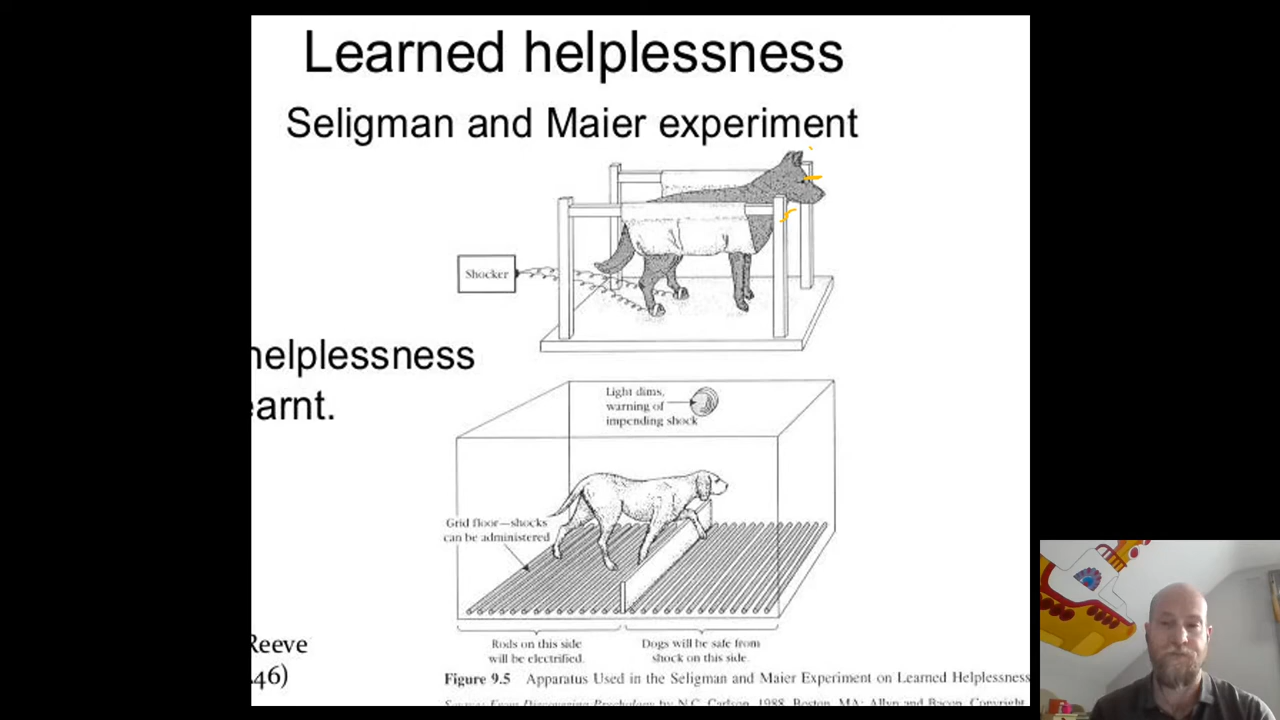 Learned helplessness
Seligman and Maier experiment
Shocker
helplessness
earnt.
Light dims,
warning of
impending shock
Grid floor—shocks
can be administered
Rods on this side
will be electrified.
Dogs will be safe from
shock on this side.
Reeve
46)
Figure 9.5 Apparatus Used in the Seligman and Maier Experiment on Learned Helplessness
From Discovering Psychology by N.C. Carlson, 1988, Boston, MA: Allyn and Bacon. Copyright